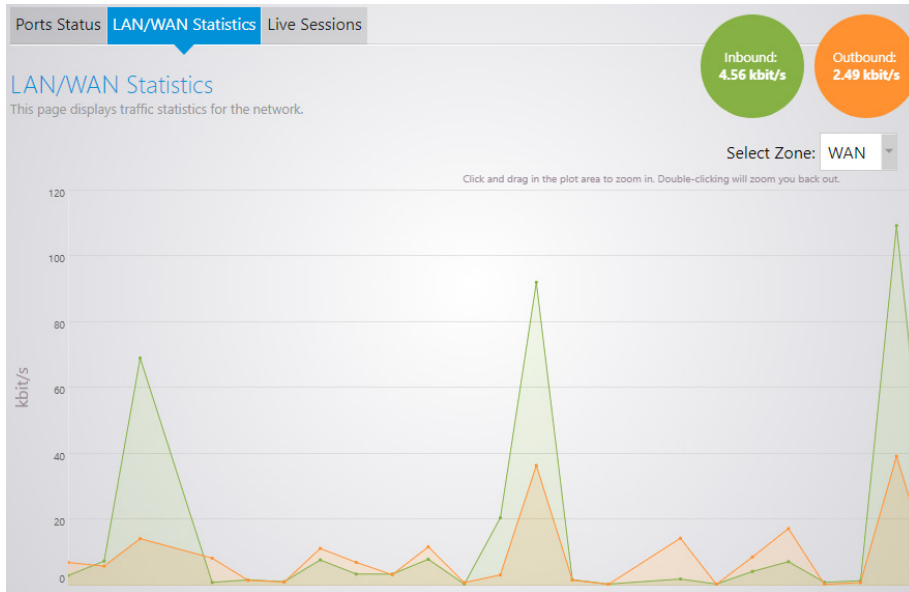 Ports Status LAN/WAN Statistics Live Sessions
Inbound:
4.56 kbit/s
Outbound:
2.49 kbit/s
LAN/WAN Statistics
This page displays traffic statistics for the network.
Select Zone: WAN
Click and drag in the plot area to zoom in. Double-clicking will zoom you back out.
120
100
80
60
40
20
0
kbit/s